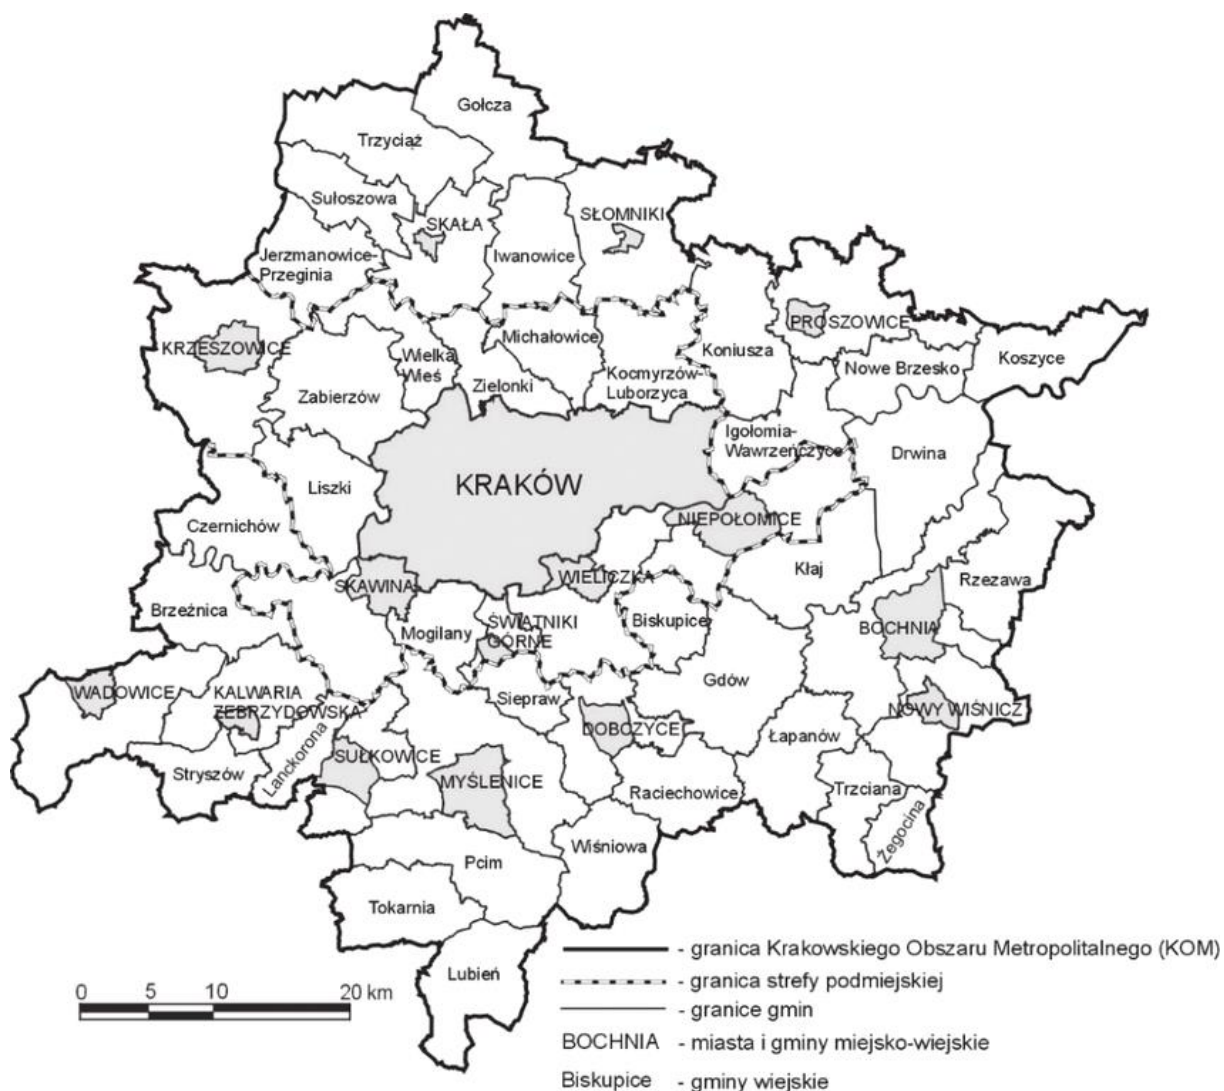 Gołcza
Trzyciąż
Sułoszowa
SKAŁA
SŁOMNIKI
Jerzmanowice-
Przeginia
Iwanowice
KRZESZOWICE
Wielka
Wieś
Michałowice
PROSZOWICE
Koniusza
Koszyce
Nowe Brzesko
Zabierzów
Zielonki
Kocmyrzów-
Luborzyca
Igołomia-
Wawrzeńczyce
Drwina
KRAKÓW
Liszki
Czernichów
NIEPOŁOMICE
SKAWINA
WIELICZKA
Kłaj
Rzezawa
Brzeźnica
Mogilany
ŚWIĄTNIKI
GÓRNE
Biskupice
BOCHNIA
WADOWICE
KALWARIA
ZEBRZYDOWSKA
Siepraw
Gdów
NOWY WIŚNICZ
Lanckorona
SUŁKOWICE
DOBCZYCE
Łapanów
Stryszów
MYŚLENICE
Raciechowice
Trzciana
Żegocina
Wiśniowa
Pcim
Tokarnia
Lubień
- granica Krakowskiego Obszaru Metropolitalnego (KOM)
- granica strefy podmiejskiej
- granice gmin
BOCHNIA - miasta i gminy miejsko-wiejskie
Biskupice - gminy wiejskie
0 5 10 20 km